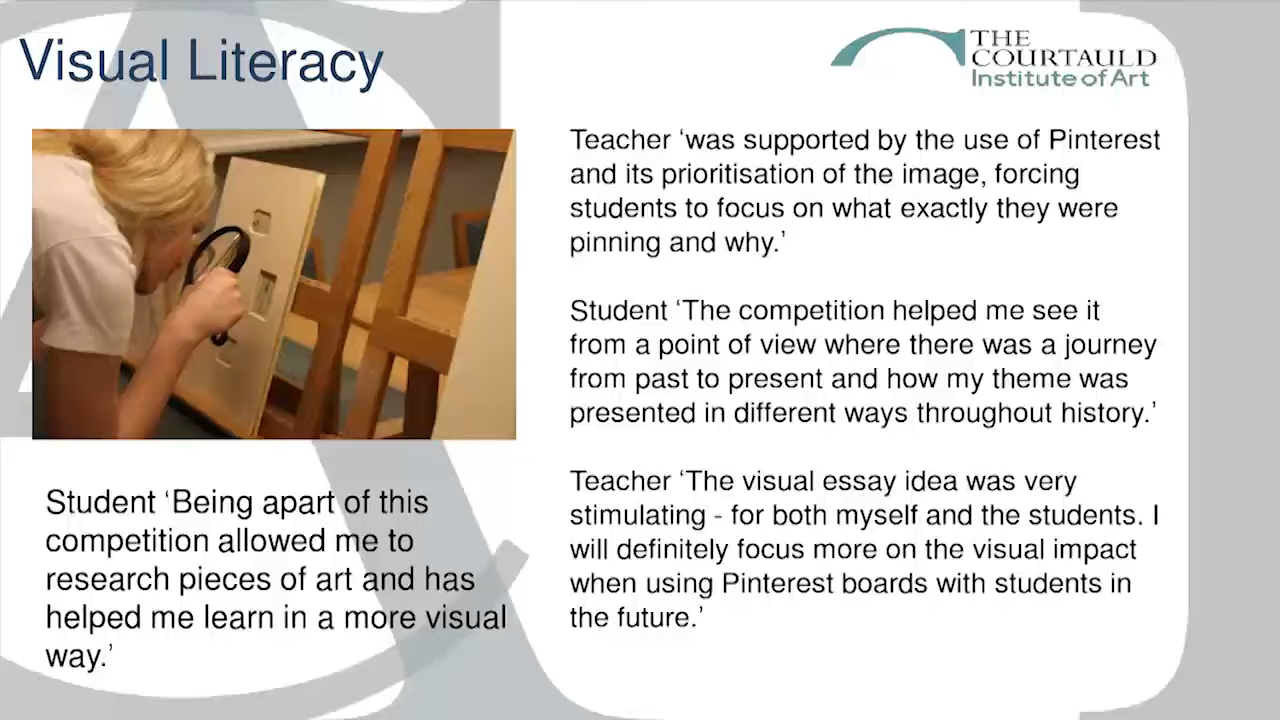 Visual Literacy
THE
COURTAULD
Institute of Art
Teacher ‘was supported by the use of Pinterest
and its prioritisation of the image, forcing
students to focus on what exactly they were
pinning and why.’
Student ‘The competition helped me see it
from a point of view where there was a journey
from past to present and how my theme was
presented in different ways throughout history.’
Teacher ‘The visual essay idea was very
stimulating - for both myself and the students. I
will definitely focus more on the visual impact
when using Pinterest boards with students in
the future.’
Student ‘Being apart of this
competition allowed me to
research pieces of art and has
helped me learn in a more visual
way.’